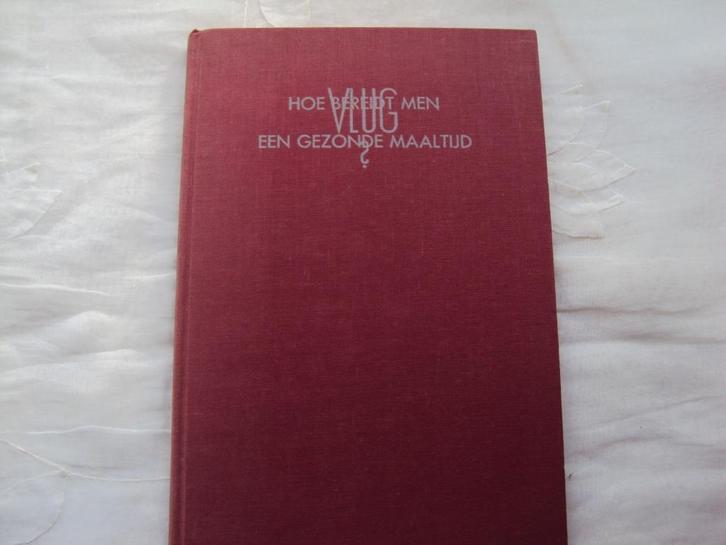 HOE BEREIDT MEN
VLUG
EEN GEZONDE MAALTIJD
?